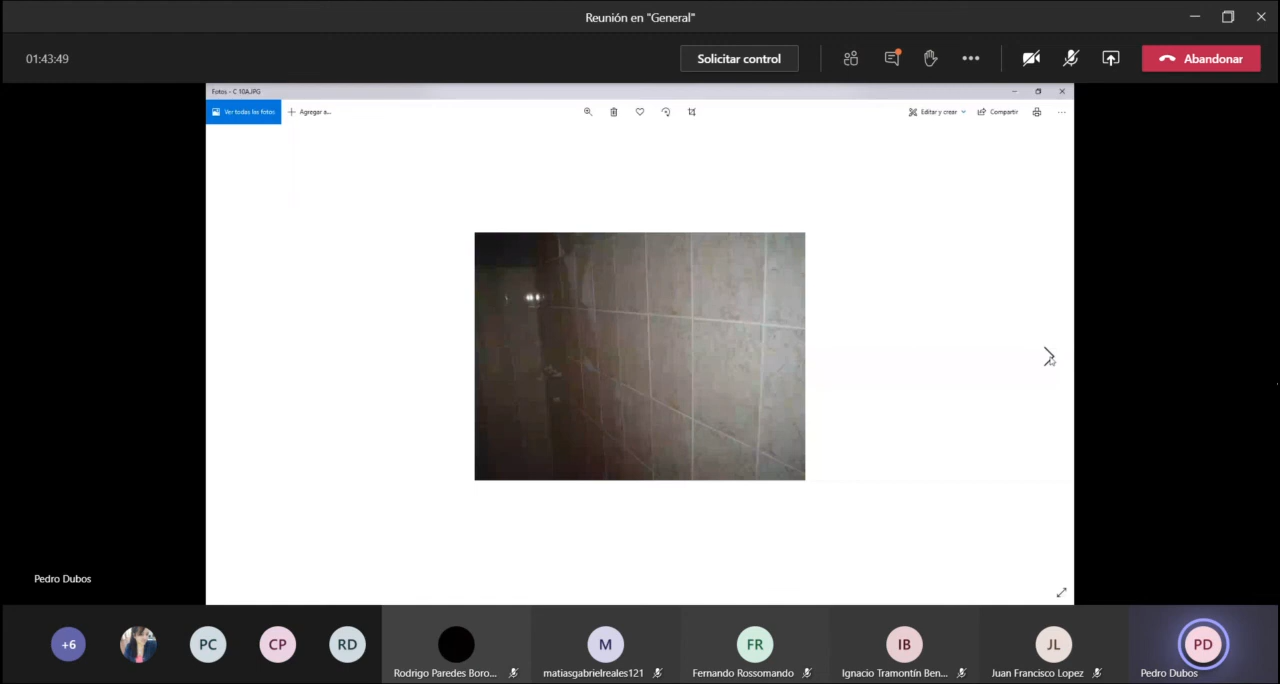 Reunión en "General"
01:43:49
Solicitar control
Abandonar
Fotos - C 10A.JPG
Ver todas las fotos
Agregar a...
Editar y crear
Compartir
Pedro Dubos
+6
PC
CP
RD
M
FR
IB
JL
PD
Rodrigo Paredes Boro...
matiasgabrielreales121
Fernando Rossomando
Ignacio Tramontín Ben...
Juan Francisco Lopez
Pedro Dubos